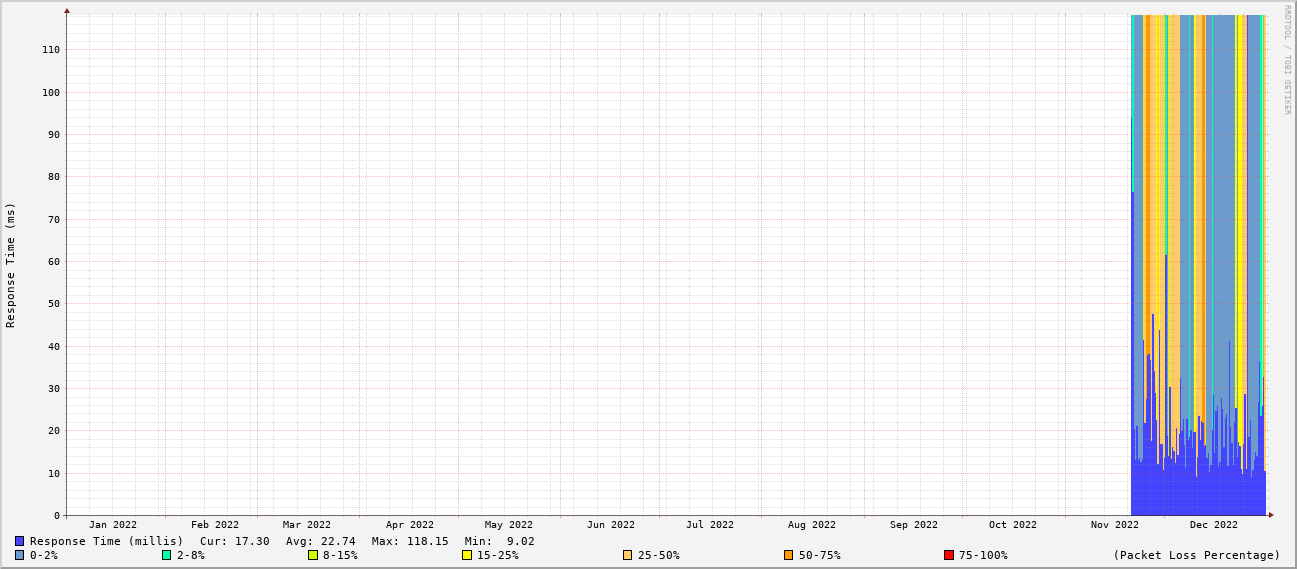 RRDTOOL / TOBI OETIKER
Response Time (ms)
110
100
90
80
70
60
50
40
30
20
10
0
Jan 2022 Feb 2022 Mar 2022 Apr 2022 May 2022 Jun 2022 Jul 2022 Aug 2022 Sep 2022 Oct 2022 Nov 2022 Dec 2022
Response Time (millis) Cur: 17.30 Avg: 22.74 Max: 118.15 Min: 9.02
0-2% 2-8% 8-15% 15-25% 25-50% 50-75% 75-100% (Packet Loss Percentage)